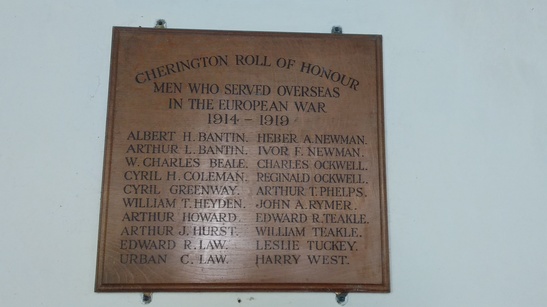 CHERINGTON ROLL OF HONOUR
MEN WHO SERVED OVERSEAS
IN THE EUROPEAN WAR
1914 - 1919
ALBERT H. BANTIN. HEBER A. NEWMAN.
ARTHUR L. BANTIN. IVOR F. NEWMAN.
W. CHARLES BEALE. CHARLES OCKWELL.
CYRIL H. COLEMAN. REGINALD OCKWELL.
CYRIL GREENWAY. ARTHUR T. PHELPS.
WILLIAM T. HEYDEN. JOHN A. RYMER.
ARTHUR HOWARD. EDWARD R. TEAKLE.
ARTHUR J. HURST. WILLIAM TEAKLE.
EDWARD R. LAW. LESLIE TUCKEY.
URBAN C. LAW. HARRY WEST.